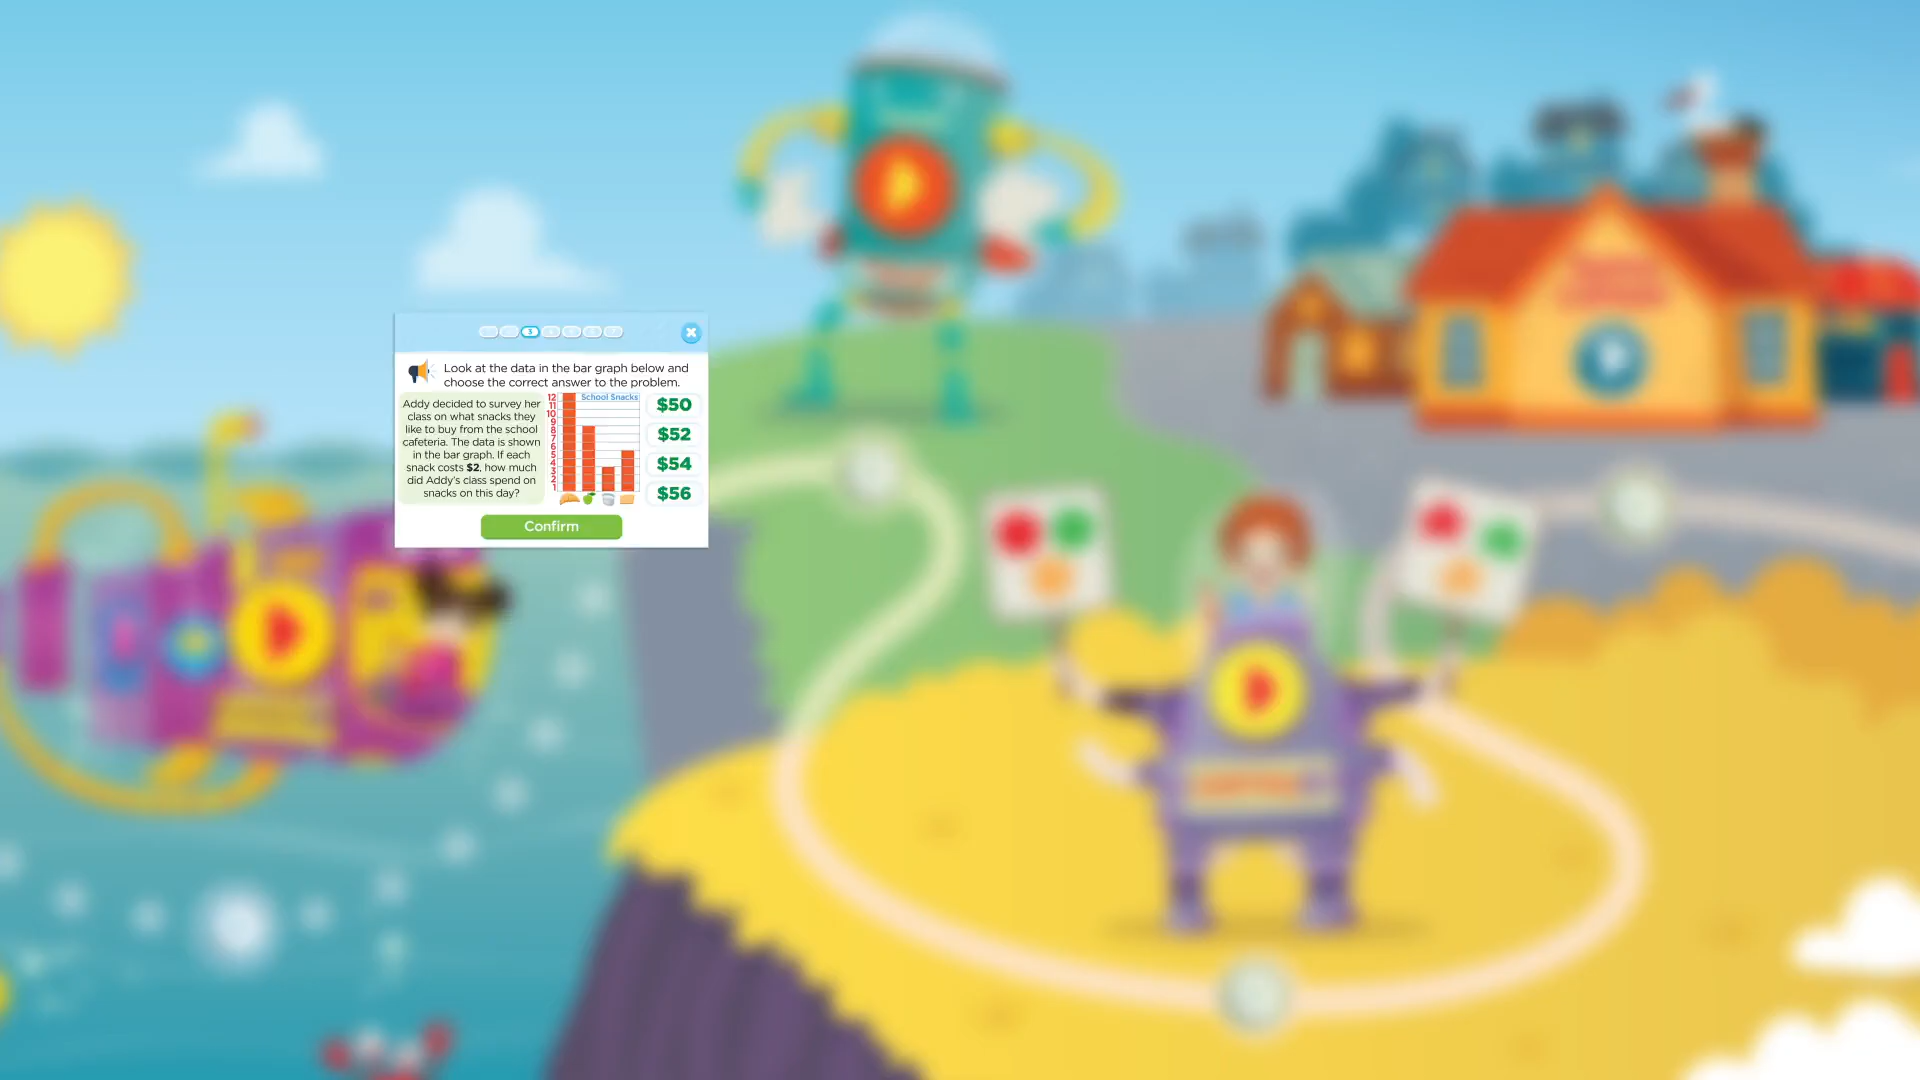 3
Look at the data in the bar graph below and
choose the correct answer to the problem.
Addy decided to survey her
class on what snacks they
like to buy from the school
cafeteria. The data is shown
in the bar graph. If each
snack costs $2, how much
did Addy's class spend on
snacks on this day?
School Snacks
12
11
10
9
8
7
6
5
4
3
2
1
$50
$52
$54
$56
Confirm